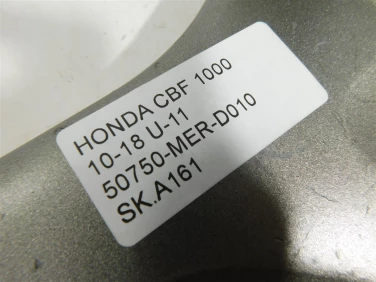 HONDA CBF 1000
10-18 U-11
50750-MER-D010
SK.A161